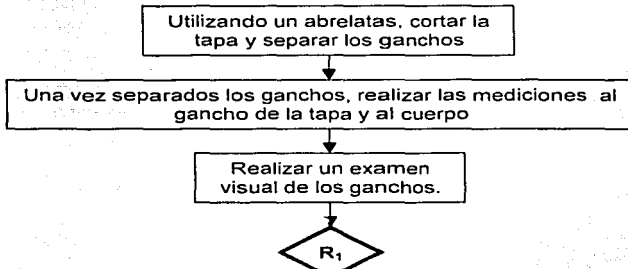 Utilizando un abrelatas, cortar la
tapa y separar los ganchos
Una vez separados los ganchos, realizar las mediciones al
gancho de la tapa y al cuerpo
Realizar un examen
visual de los ganchos.
R₁